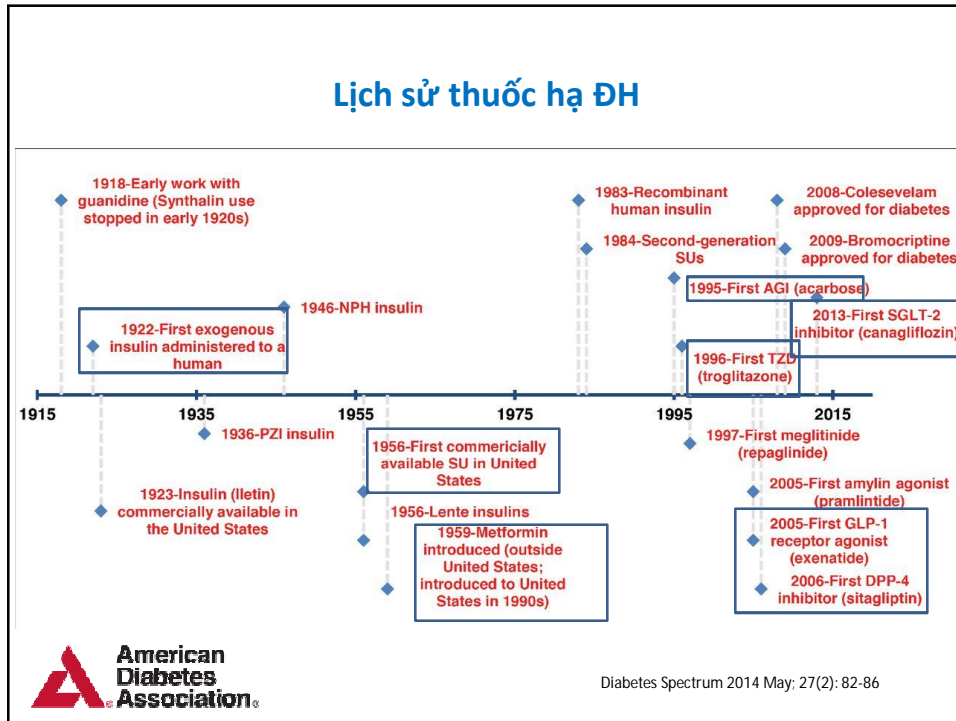 Lịch sử thuốc hạ ĐH
1918-Early work with
guanidine (Synthalin use
stopped in early 1920s)
1922-First exogenous
insulin administered to a
human
1946-NPH insulin
1983-Recombinant
human insulin
1984-Second-generation
SUs
1995-First AGI (acarbose)
1996-First TZD
(troglitazone)
2008-Colesevelam
approved for diabetes
2009-Bromocriptine
approved for diabetes
2013-First SGLT-2
inhibitor (canagliflozin)
1915 1935 1955 1975 1995 2015
1936-PZI insulin
1923-Insulin (Iletin)
commercially available in
the United States
1956-First commercially
available SU in United
States
1956-Lente insulins
1959-Metformin
introduced (outside
United States;
introduced to United
States in 1990s)
1997-First meglitinide
(repaglinide)
2005-First amylin agonist
(pramlintide)
2005-First GLP-1
receptor agonist
(exenatide)
2006-First DPP-4
inhibitor (sitagliptin)
American
Diabetes
Association®
Diabetes Spectrum 2014 May; 27(2): 82-86